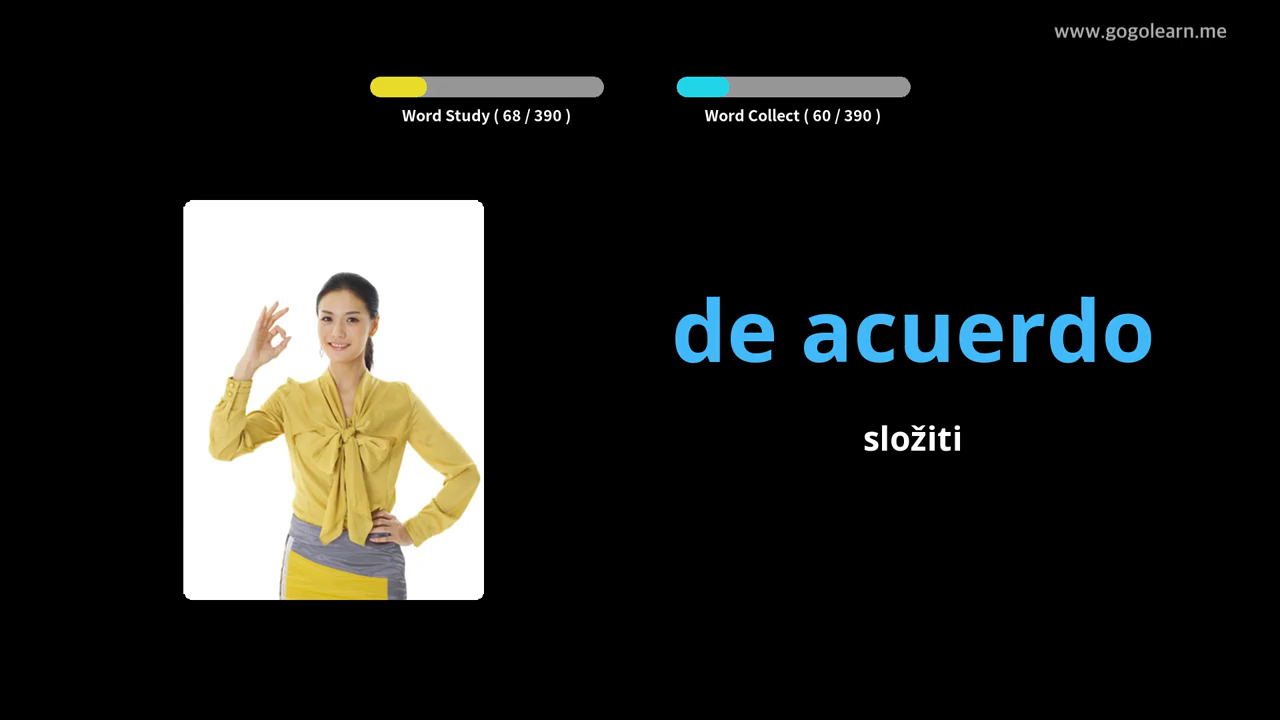 www.gogolearn.me
Word Study ( 68 / 390 )
Word Collect ( 60 / 390 )
de acuerdo
složiti